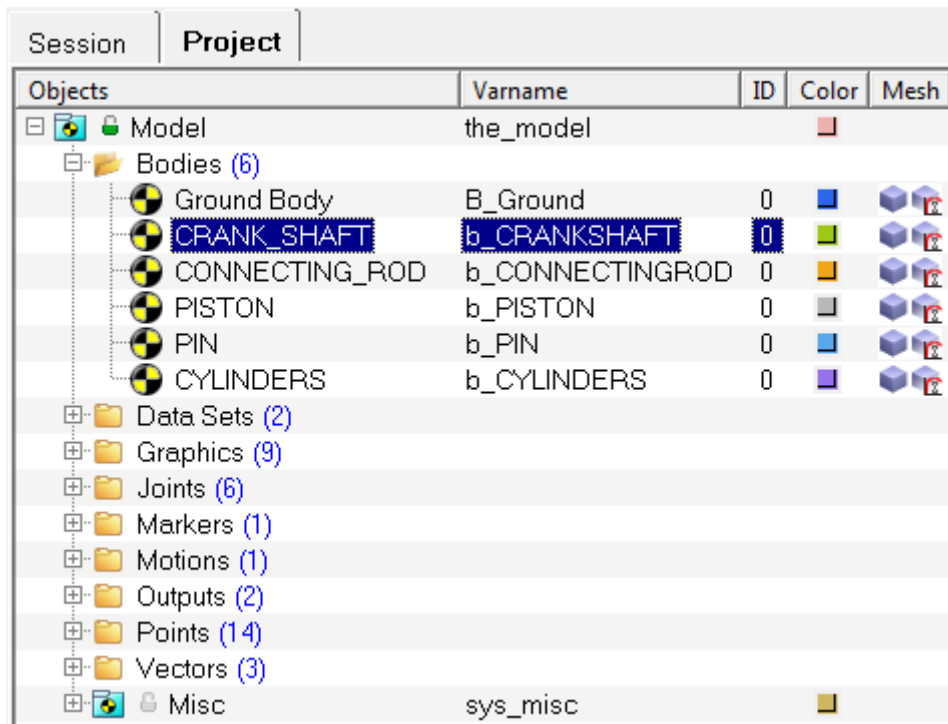 Session Project
Objects Varname ID Color Mesh
Model the_model
Bodies (6)
Ground Body B_Ground 0
CRANK_SHAFT b_CRANKSHAFT 0
CONNECTING_ROD b_CONNECTINGROD 0
PISTON b_PISTON 0
PIN b_PIN 0
CYLINDERS b_CYLINDERS 0
Data Sets (2)
Graphics (9)
Joints (6)
Markers (1)
Motions (1)
Outputs (2)
Points (14)
Vectors (3)
Misc sys_misc